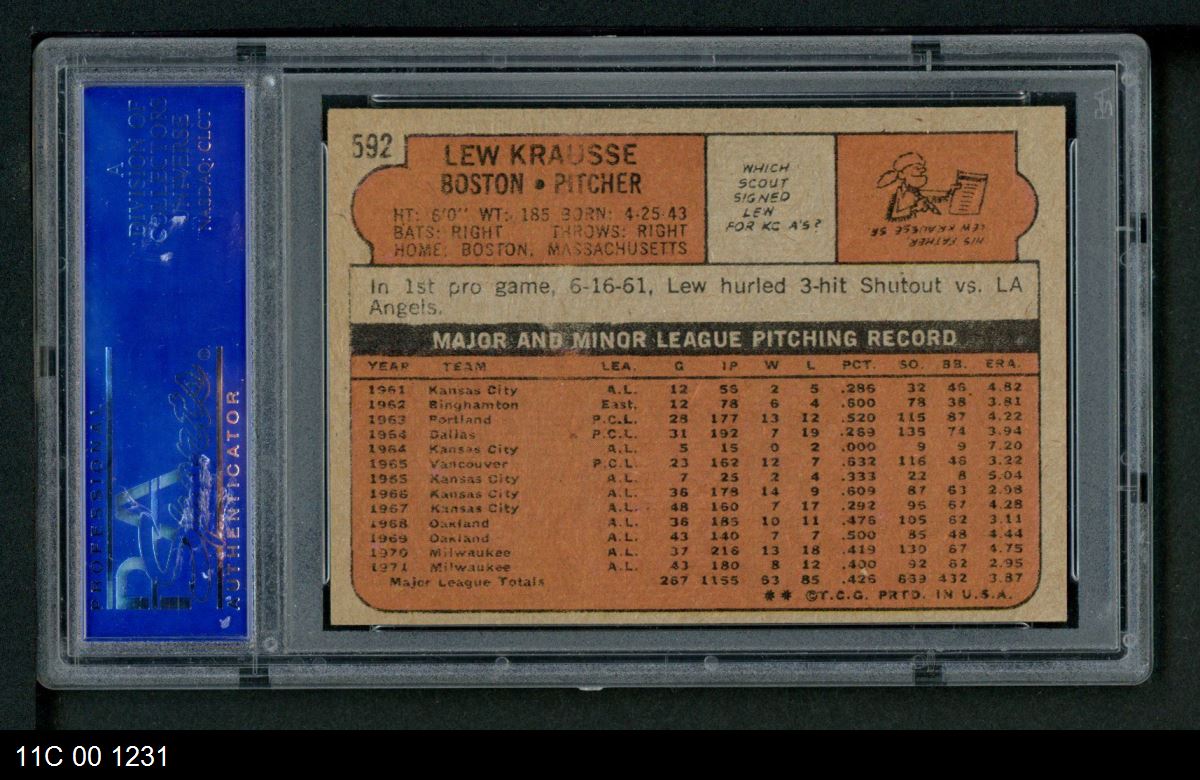 A
DIVISION OF
COLLECTORS
UNIVERSE
NASDAQ: CLCT
PROFESSIONAL
PSA
AUTHENTICATOR
592
LEW KRAUSSE
BOSTON • PITCHER
HT: 6'0" WT: 185 BORN: 4-25-43
BATS: RIGHT THROWS: RIGHT
HOME: BOSTON, MASSACHUSETTS
WHICH
SCOUT
SIGNED
LEW
FOR KC A'S?
HIS FATHER
LEW KRAUSSE SR
In 1st pro game, 6-16-61, Lew hurled 3-hit Shutout vs. LA
Angels.
MAJOR AND MINOR LEAGUE PITCHING RECORD
YEAR TEAM LEA. G IP W L PCT. SO. BB. ERA.
1961 Kansas City A.L. 12 56 2 5 .286 32 46 4.82
1962 Binghamton East. 12 78 6 4 .600 78 38 3.81
1963 Portland P.C.L. 28 177 13 12 .520 115 87 4.22
1964 Dallas P.C.L. 31 192 7 19 .269 135 74 3.94
1964 Kansas City A.L. 5 15 0 2 .000 9 9 7.20
1965 Vancouver P.C.L. 23 162 12 7 .632 116 46 3.22
1965 Kansas City A.L. 7 25 2 4 .333 22 8 5.04
1966 Kansas City A.L. 36 178 14 9 .609 87 63 2.98
1967 Kansas City A.L. 48 160 7 17 .292 96 67 4.28
1968 Oakland A.L. 36 185 10 11 .476 105 62 3.11
1969 Oakland A.L. 43 140 7 7 .500 85 48 4.44
1970 Milwaukee A.L. 37 216 13 18 .419 130 67 4.75
1971 Milwaukee A.L. 43 180 8 12 .400 92 62 2.95
Major League Totals 267 1155 63 85 .426 659 432 3.87
** ©T.C.G. PRTD. IN U.S.A.
11C 00 1231